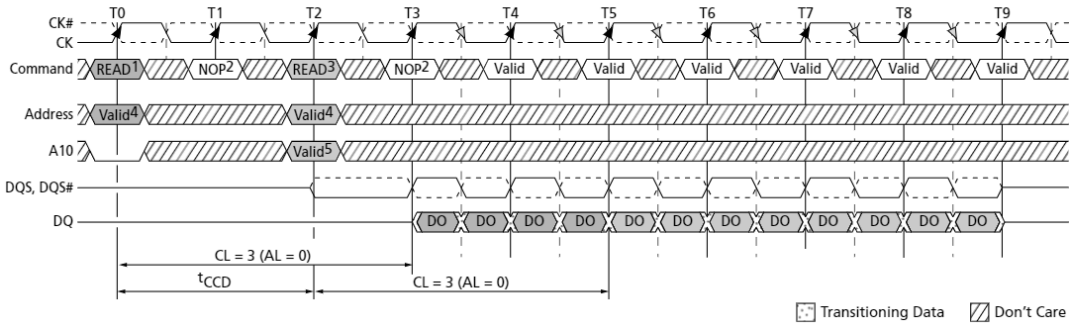 T0 T1 T2 T3 T4 T5 T6 T7 T8 T9
CK#
CK
Command READ1 NOP2 READ3 NOP2 Valid Valid Valid Valid Valid Valid
Address Valid4 Valid4
A10 Valid5
DQS, DQS#
DQ DO DO DO DO DO DO DO DO DO DO DO DO
CL = 3 (AL = 0)
tCCD CL = 3 (AL = 0)
Transitioning Data Don't Care